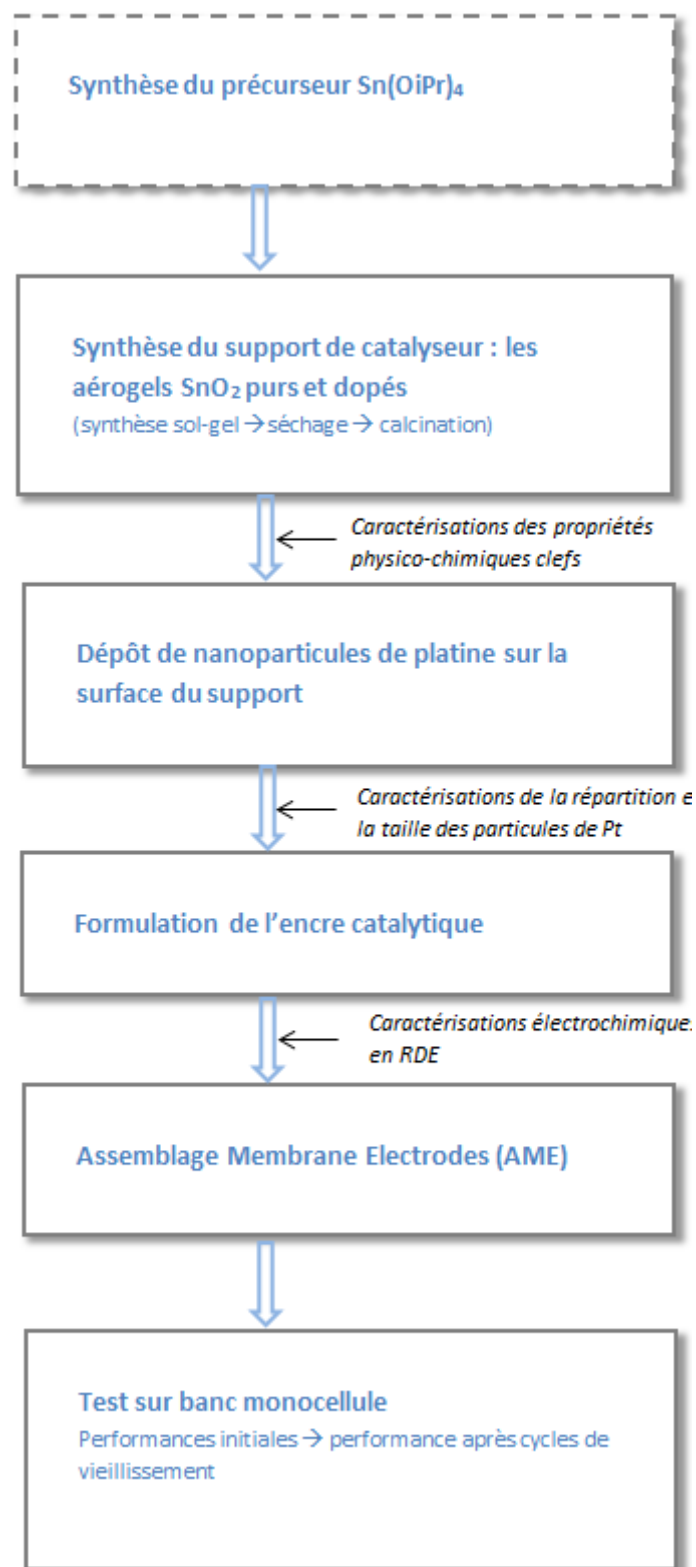 Synthèse du précurseur Sn(OiPr)₄
Synthèse du support de catalyseur : les
aérogels SnO₂ purs et dopés
(synthèse sol-gel → séchage → calcination)
Caractérisations des propriétés
physico-chimiques clefs
Dépôt de nanoparticules de platine sur la
surface du support
Caractérisations de la répartition e
la taille des particules de Pt
Formulation de l'encre catalytique
Caractérisations électrochimique
en RDE
Assemblage Membrane Electrodes (AME)
Test sur banc monocellule
Performances initiales → performance après cycles de
vieillissement